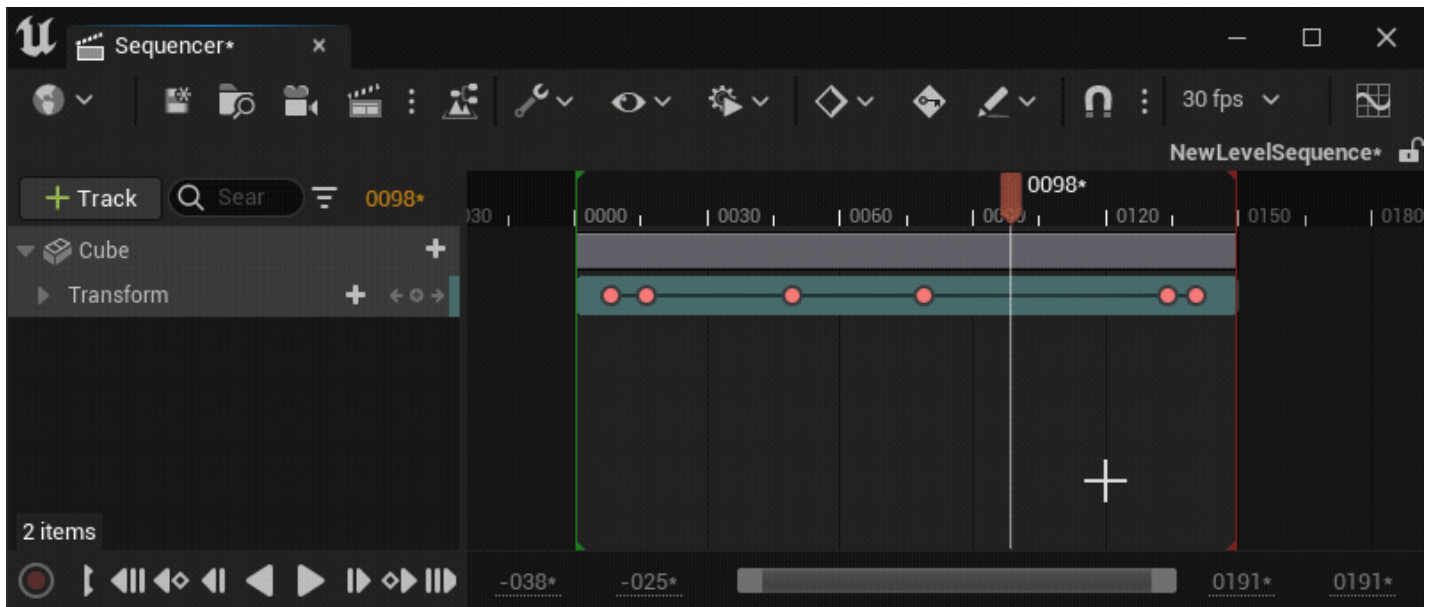 Sequencer*
30 fps
NewLevelSequence*
Track
Sear
0098*
0098*
030
0000
0030
0060
0120
0150
0180
Cube
Transform
2 items
-038*
-025*
0191*
0191*